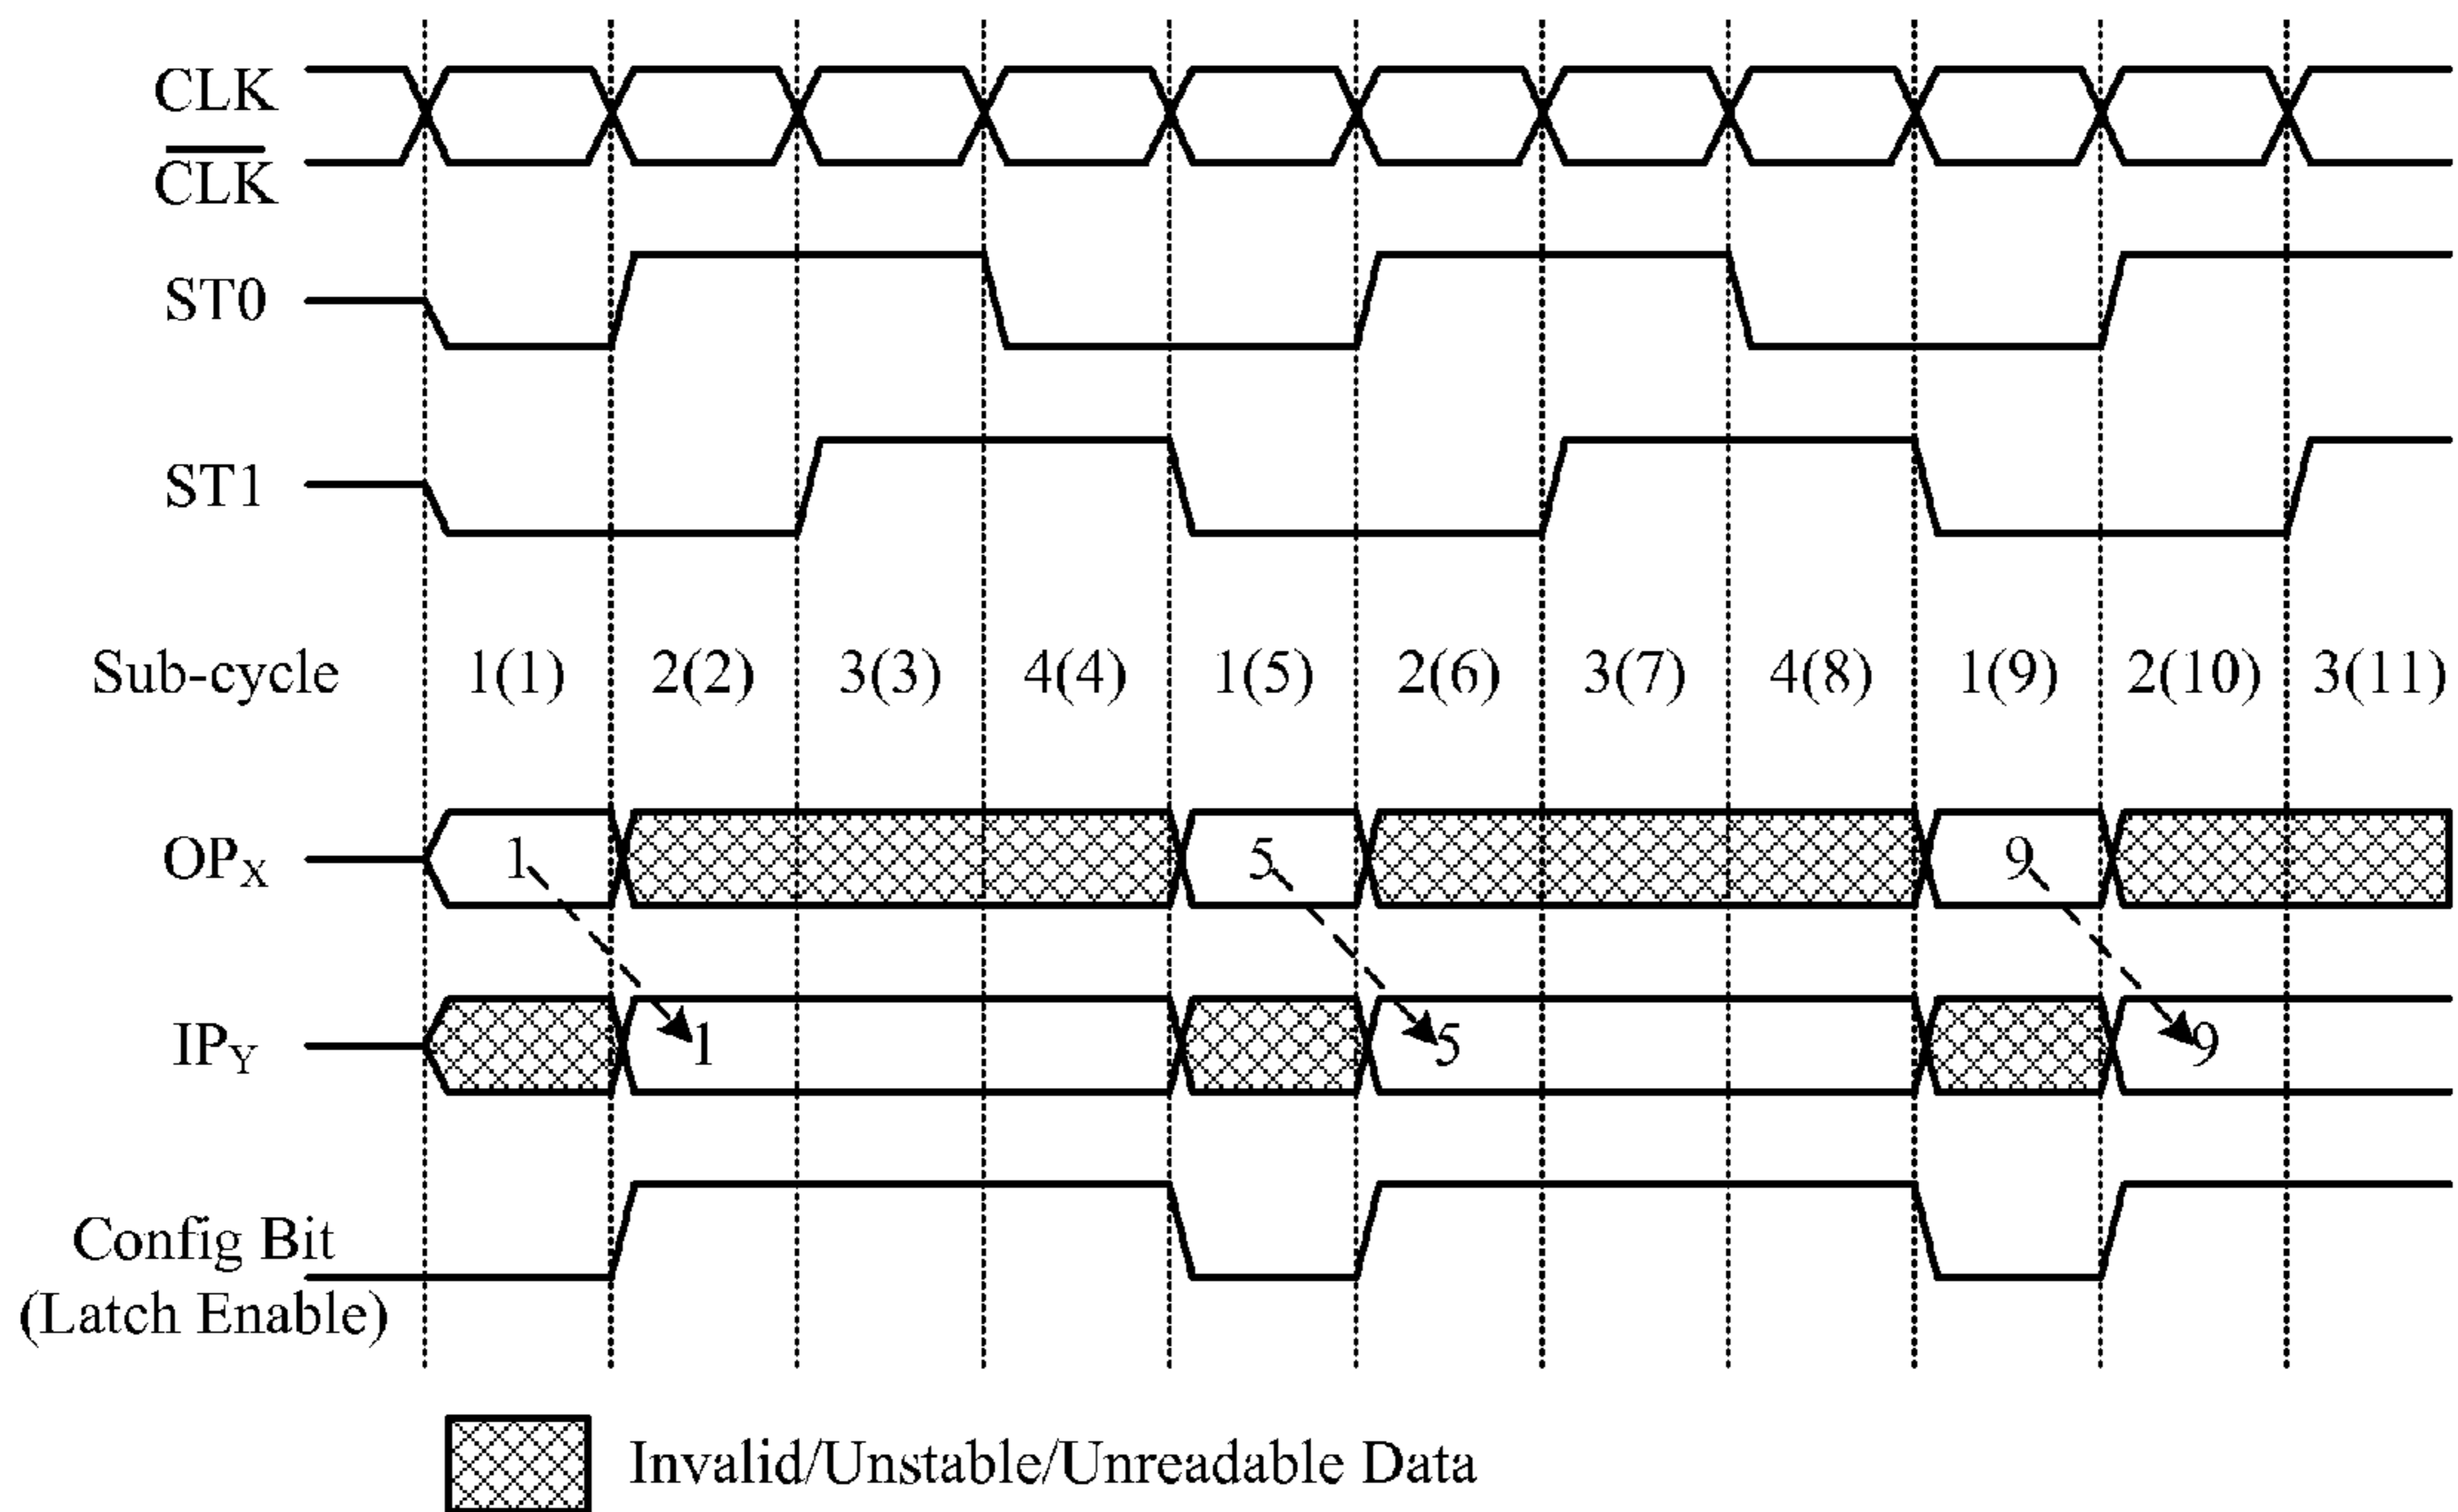 CLK
CLK
ST0
ST1
Sub-cycle 1(1) 2(2) 3(3) 4(4) 1(5) 2(6) 3(7) 4(8) 1(9) 2(10) 3(11)
OPX 1 5 9
IPY 1 5 9
Config Bit
(Latch Enable)
Invalid/Unstable/Unreadable Data